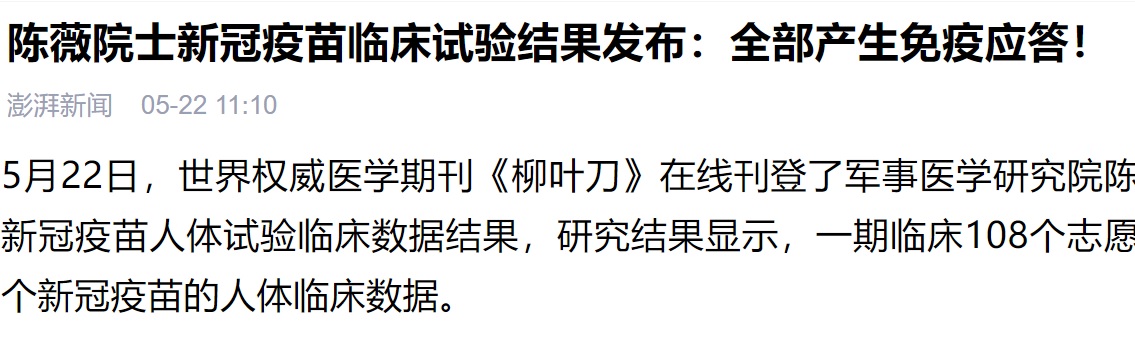 陈薇院士新冠疫苗临床试验结果发布：全部产生免疫应答！
澎湃新闻 05-22 11:10
5月22日，世界权威医学期刊《柳叶刀》在线刊登了军事医学研究院陈
新冠疫苗人体试验临床数据结果，研究结果显示，一期临床108个志愿
个新冠疫苗的人体临床数据。